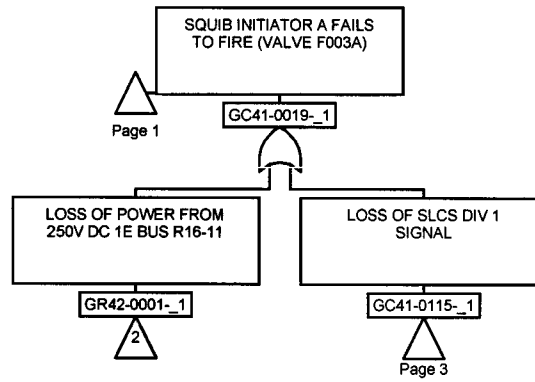 SQUIB INITIATOR A FAILS
TO FIRE (VALVE F003A)
Page 1
GC41-0019-_1
LOSS OF POWER FROM
250V DC 1E BUS R16-11
GR42-0001-_1
2
LOSS OF SLCS DIV 1
SIGNAL
GC41-0115-_1
Page 3